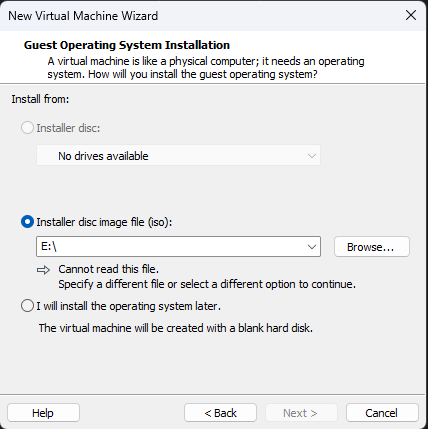 New Virtual Machine Wizard
Guest Operating System Installation
A virtual machine is like a physical computer; it needs an operating
system. How will you install the guest operating system?
Install from:
Installer disc:
No drives available
Installer disc image file (iso):
E:\
Browse...
Cannot read this file.
Specify a different file or select a different option to continue.
I will install the operating system later.
The virtual machine will be created with a blank hard disk.
Help
< Back
Next >
Cancel